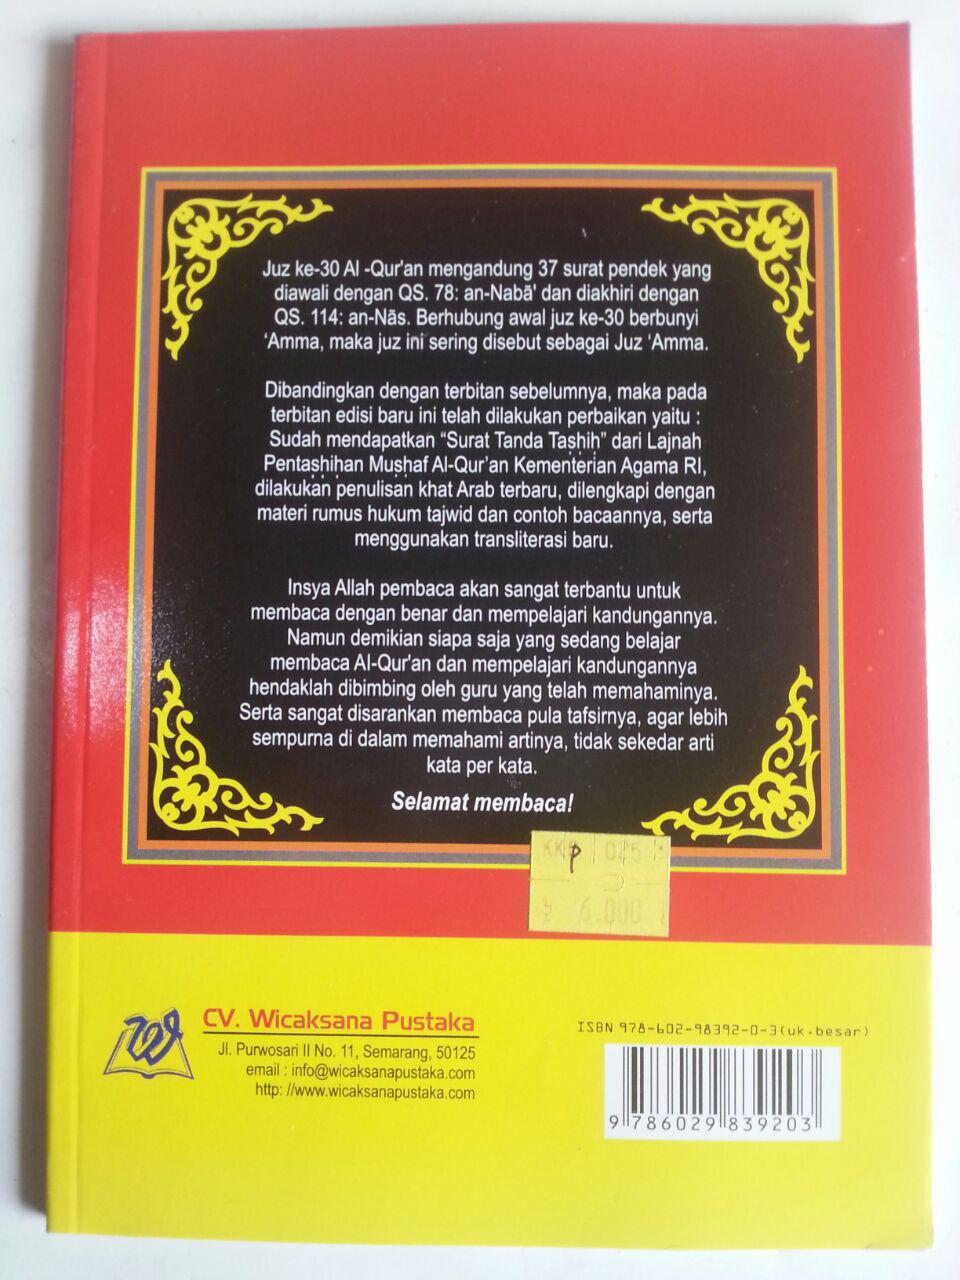 Juz ke-30 Al -Qur'an mengandung 37 surat pendek yang
diawali dengan QS. 78: an-Nabā' dan diakhiri dengan
QS. 114: an-Nās. Berhubung awal juz ke-30 berbunyi
‘Amma, maka juz ini sering disebut sebagai Juz ‘Amma.
Dibandingkan dengan terbitan sebelumnya, maka pada
terbitan edisi baru ini telah dilakukan perbaikan yaitu :
Sudah mendapatkan “Surat Tanda Taṣḥiḥ” dari Lajnah
Pentaṣhiḥan Muṣḥaf Al-Qur’an Kementerian Agama RI,
dilakukan penulisan khat Arab terbaru, dilengkapi dengan
materi rumus hukum tajwid dan contoh bacaannya, serta
menggunakan transliterasi baru.
Insya Allah pembaca akan sangat terbantu untuk
membaca dengan benar dan mempelajari kandungannya.
Namun demikian siapa saja yang sedang belajar
membaca Al-Qur'an dan mempelajari kandungannya
hendaklah dibimbing oleh guru yang telah memahaminya.
Serta sangat disarankan membaca pula tafsirnya, agar lebih
sempurna di dalam memahami artinya, tidak sekedar arti
kata per kata.
Selamat membaca!
025
6.000
CV. Wicaksana Pustaka
Jl. Purwosari II No. 11, Semarang, 50125
email : info@wicaksanapustaka.com
http: //www.wicaksanapustaka.com
ISBN 978-602-98392-0-3(uk.besar)
9 786029 839203